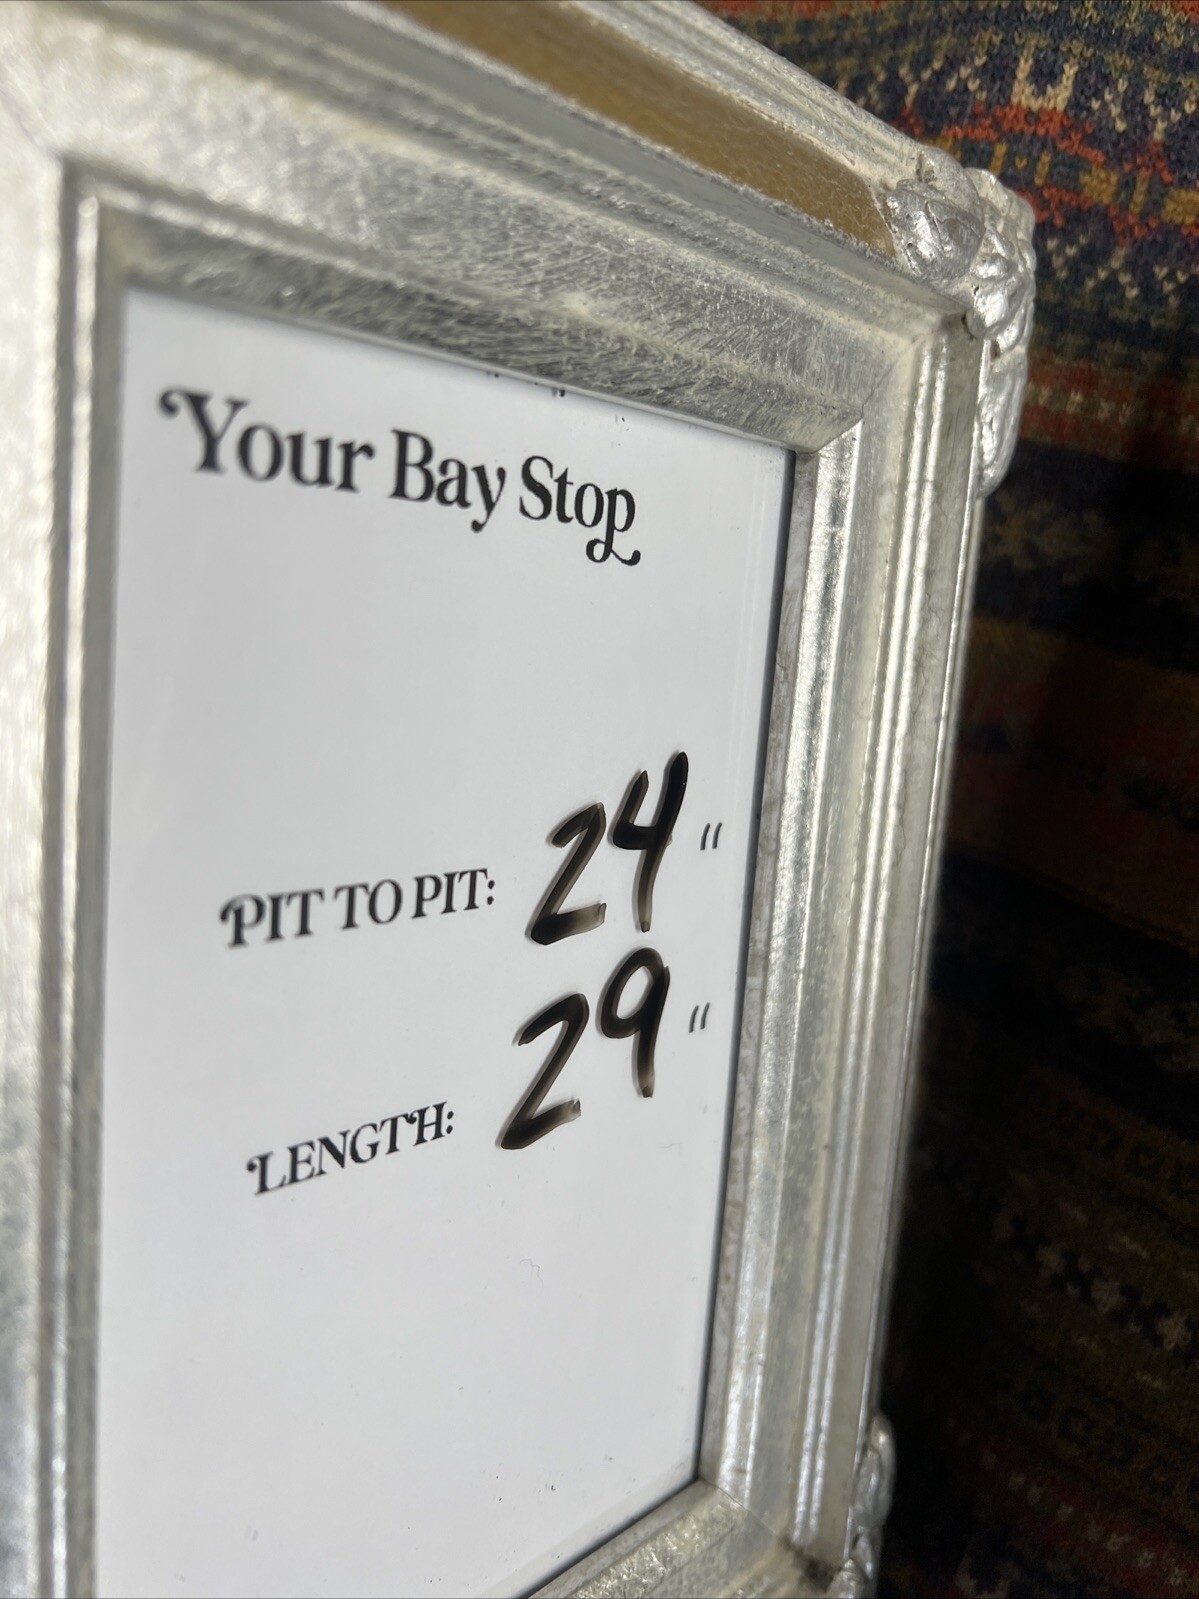 Your Bay Stop
PIT TO PIT: 24"
LENGTH: 29"